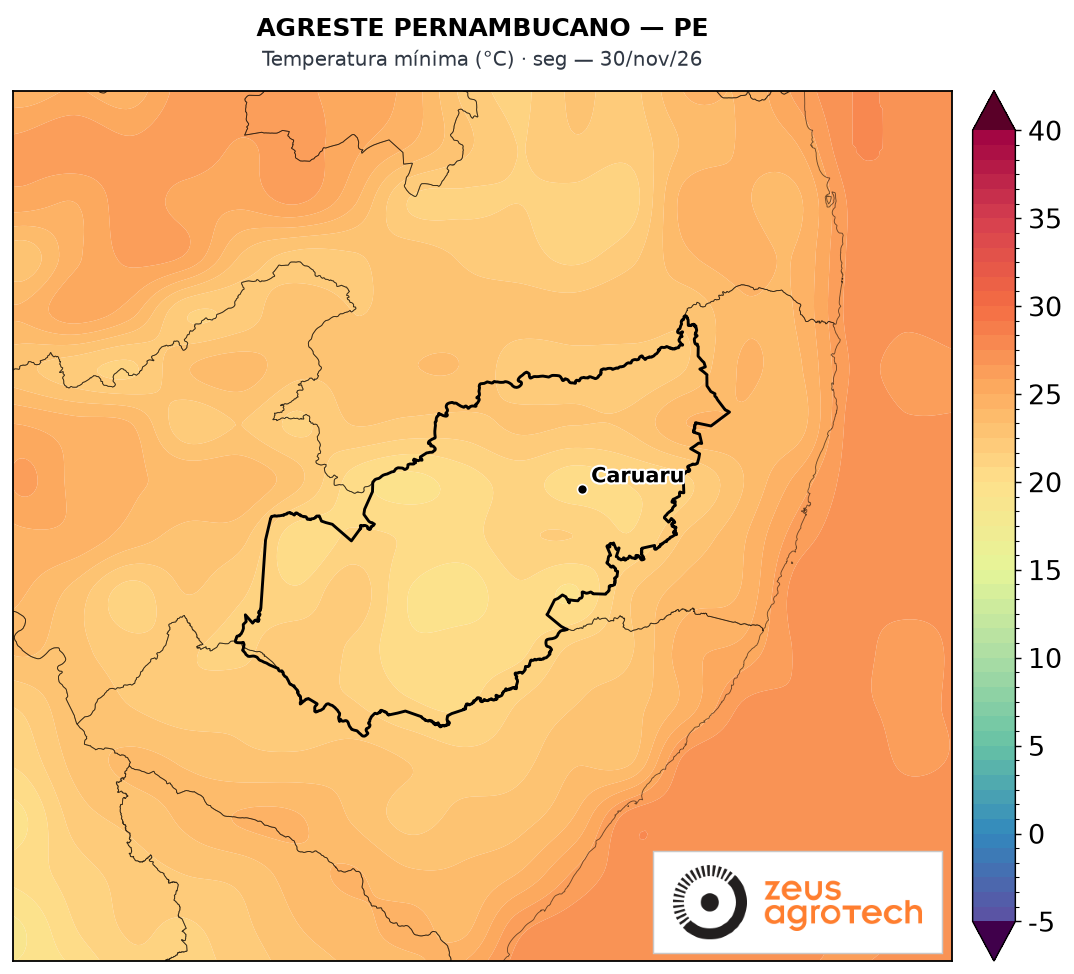 AGRESTE PERNAMBUCANO — PE
Temperatura mínima (°C) · seg — 30/nov/26
Caruaru
40
35
30
25
20
15
10
5
0
-5
zeus
agrotech